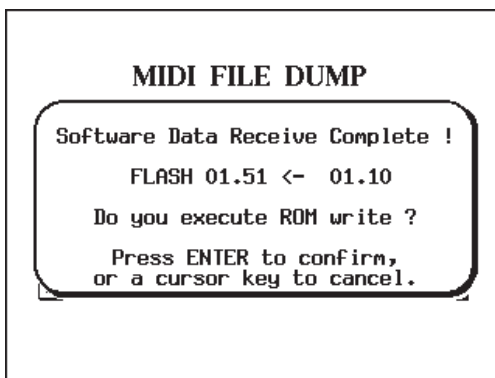 MIDI FILE DUMP
Software Data Receive Complete !
FLASH 01.51 <- 01.10
Do you execute ROM write ?
Press ENTER to confirm,
or a cursor key to cancel.